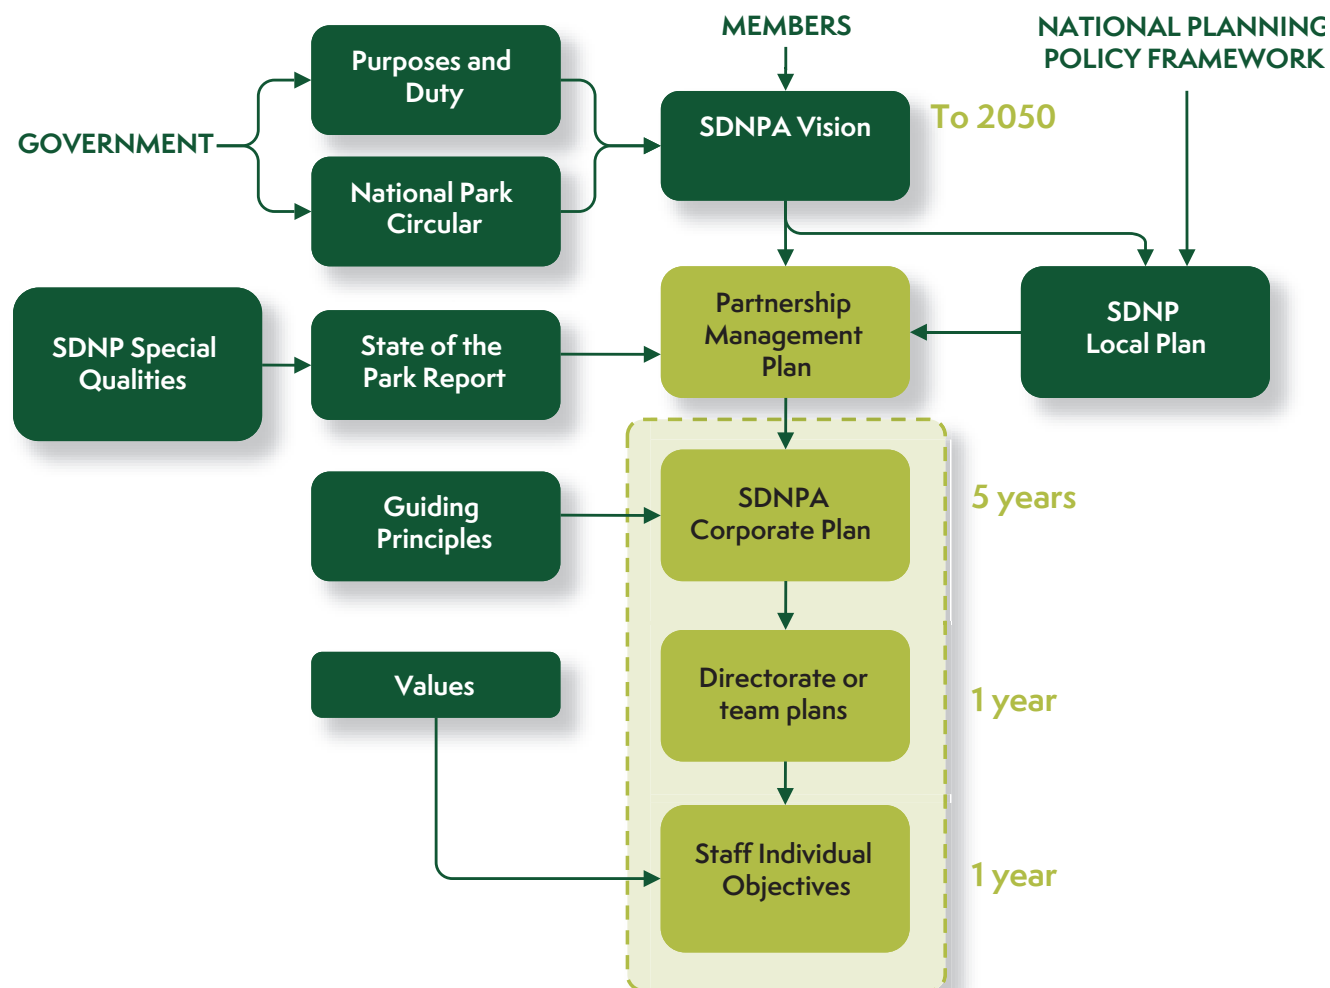 MEMBERS
NATIONAL PLANNING
POLICY FRAMEWORK
Purposes and
Duty
SDNPA Vision
To 2050
GOVERNMENT
National Park
Circular
SDNP Special
Qualities
State of the
Park Report
Partnership
Management
Plan
SDNP
Local Plan
Guiding
Principles
SDNPA
Corporate Plan
5 years
Values
Directorate or
team plans
1 year
Staff Individual
Objectives
1 year